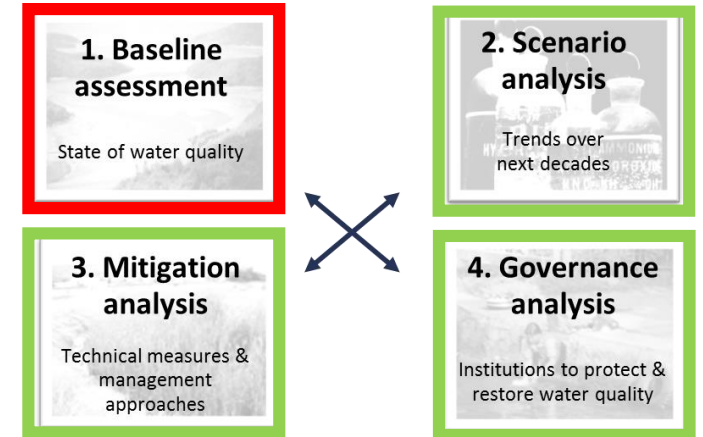 1. Baseline
assessment
State of water quality
2. Scenario
analysis
Trends over
next decades
3. Mitigation
analysis
Technical measures &
management
approaches
4. Governance
analysis
Institutions to protect &
restore water quality